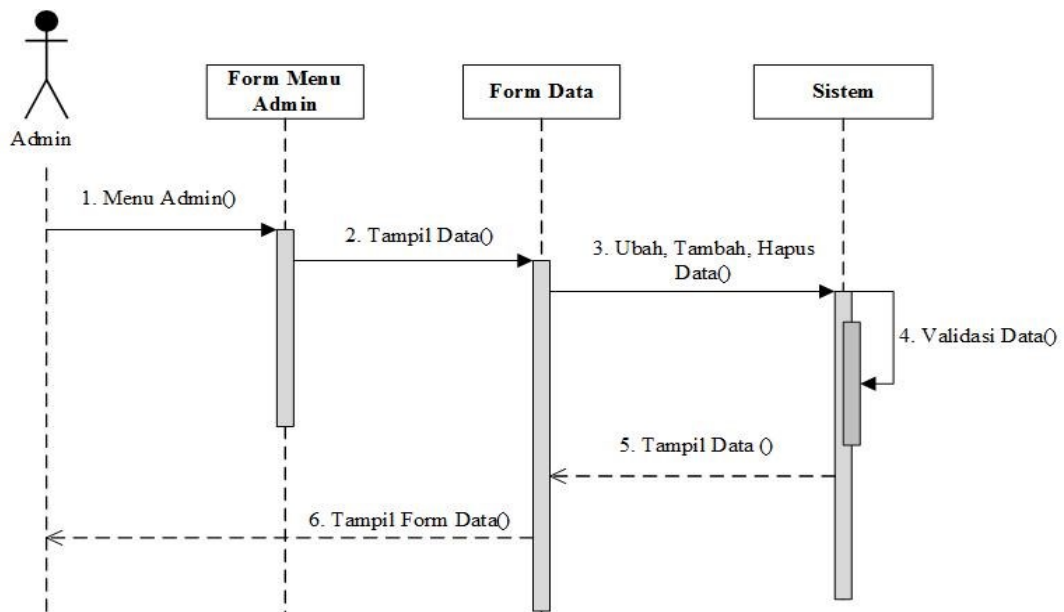 Admin
Form Menu
Admin
Form Data
Sistem
1. Menu Admin()
2. Tampil Data()
3. Ubah, Tambah, Hapus
Data()
4. Validasi Data()
5. Tampil Data ()
6. Tampil Form Data()